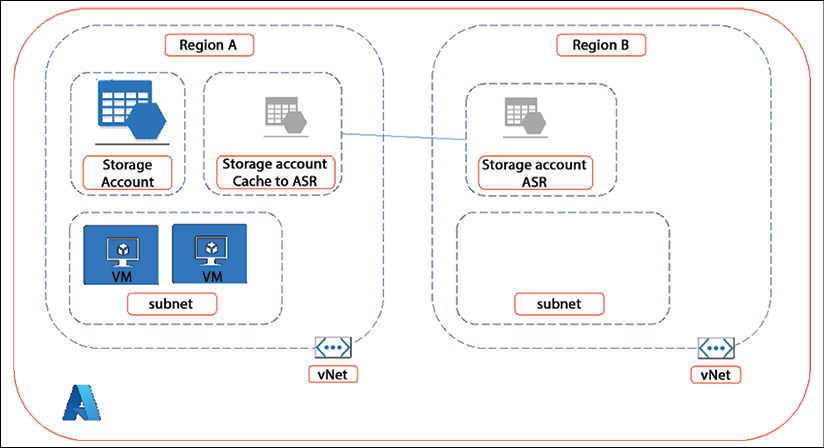 Region A
Region B
Storage
Account
Storage account
Cache to ASR
Storage account
ASR
VM
VM
subnet
subnet
vNet
vNet